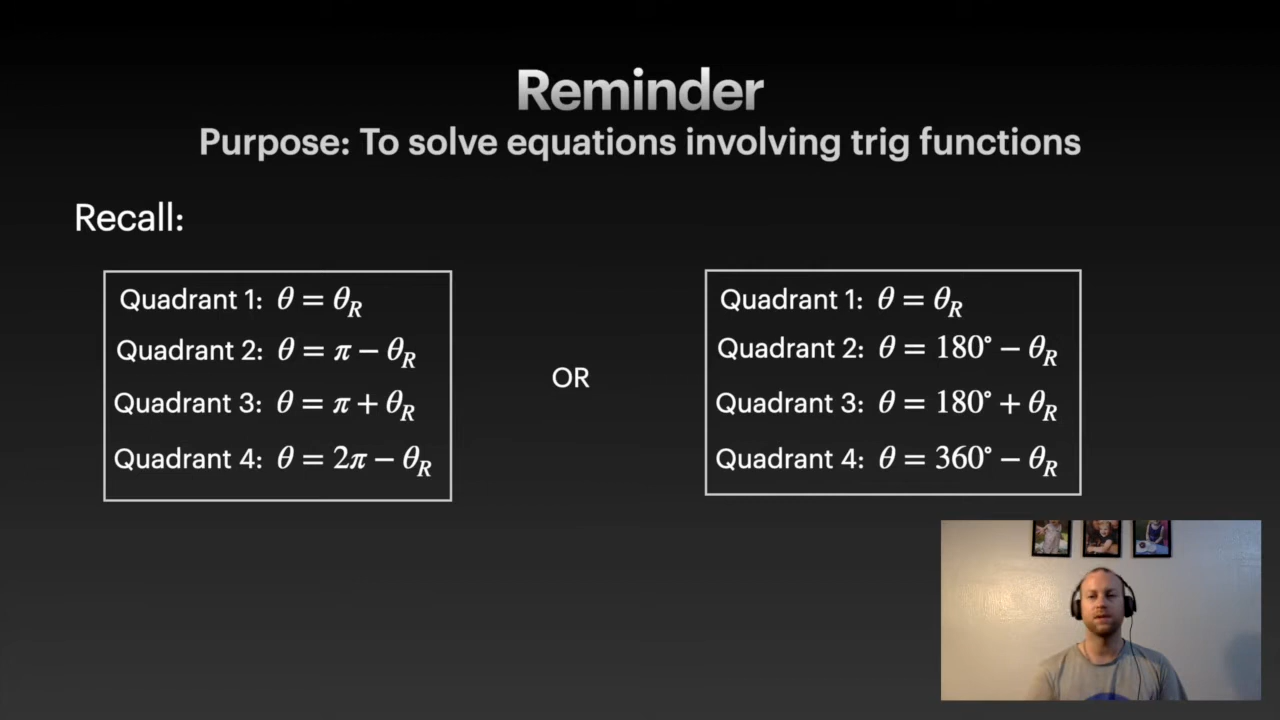 Reminder
Purpose: To solve equations involving trig functions
Recall:
Quadrant 1: θ = θ_R
Quadrant 2: θ = π − θ_R
Quadrant 3: θ = π + θ_R
Quadrant 4: θ = 2π − θ_R
OR
Quadrant 1: θ = θ_R
Quadrant 2: θ = 180° − θ_R
Quadrant 3: θ = 180° + θ_R
Quadrant 4: θ = 360° − θ_R